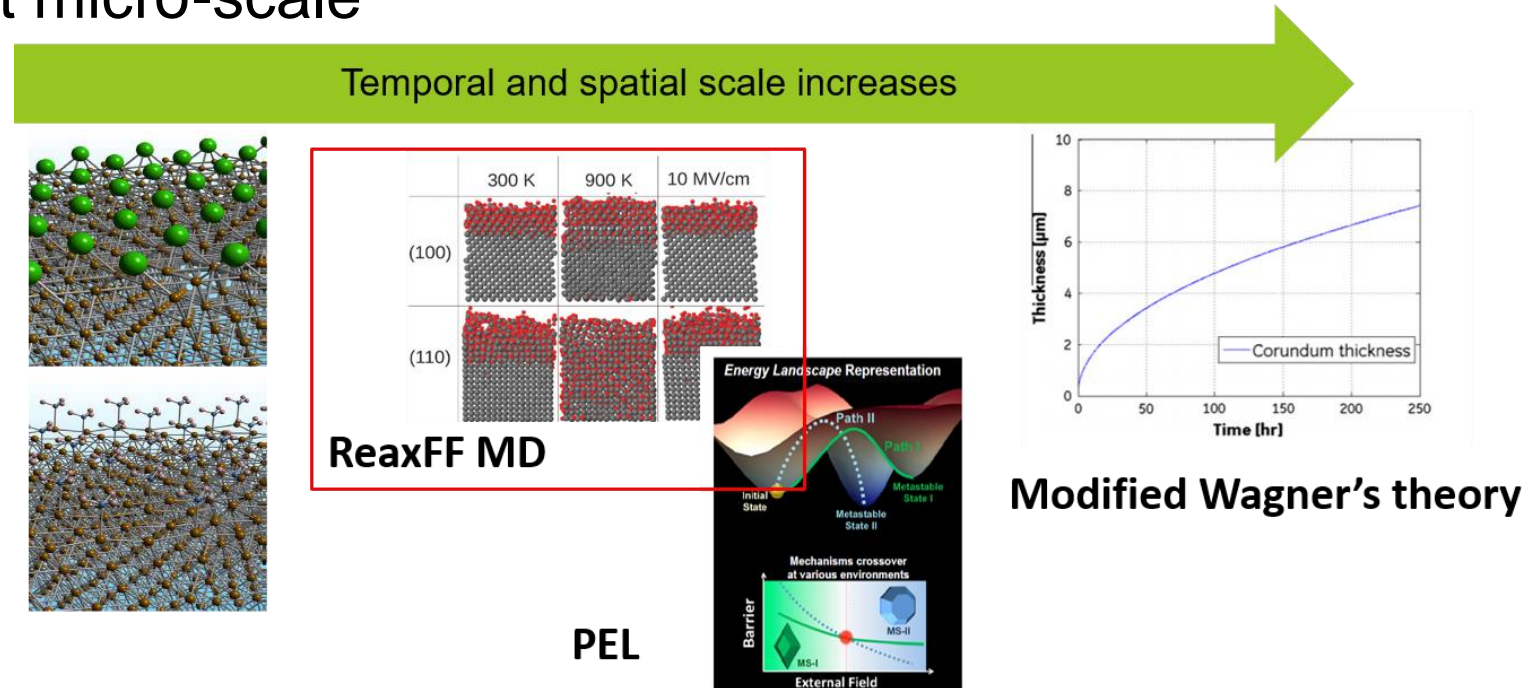 t micro-scale
Temporal and spatial scale increases
300 K 900 K 10 MV/cm
(100)
(110)
ReaxFF MD
Energy Landscape Representation
Path II
Path I
Initial
State
Metastable
State I
Metastable
State II
Mechanisms crossover
at various environments
Barrier
MS-I
MS-II
External Field
PEL
Thickness [µm]
10
8
6
4
2
0
Corundum thickness
0 50 100 150 200 250
Time [hr]
Modified Wagner’s theory